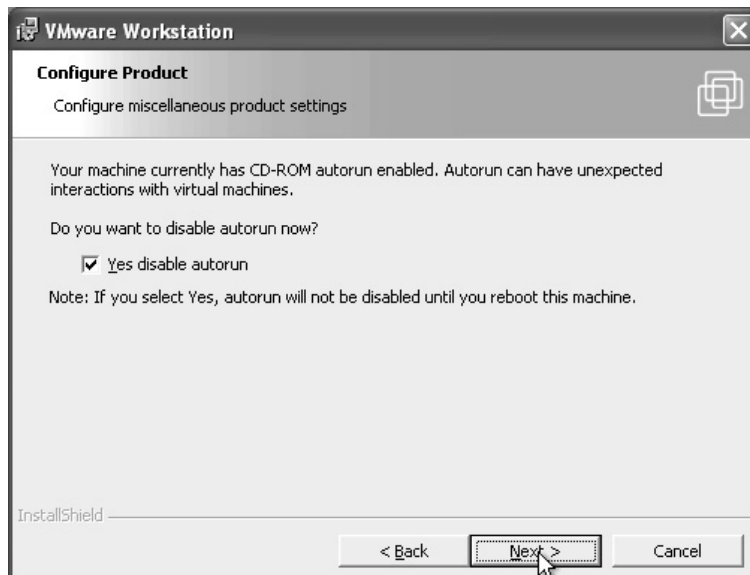 VMware Workstation
Configure Product
Configure miscellaneous product settings
Your machine currently has CD-ROM autorun enabled. Autorun can have unexpected
interactions with virtual machines.
Do you want to disable autorun now?
Yes disable autorun
Note: If you select Yes, autorun will not be disabled until you reboot this machine.
InstallShield
< Back
Next >
Cancel